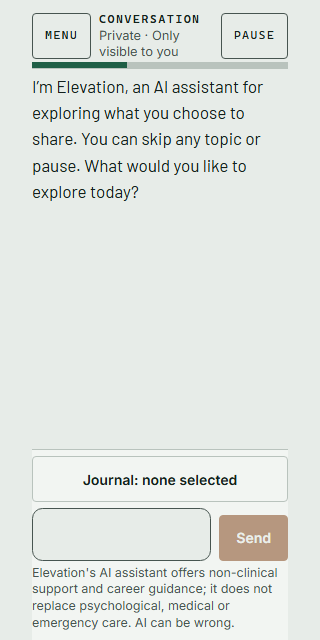 MENU
CONVERSATION
Private · Only
visible to you
PAUSE
I’m Elevation, an AI assistant for
exploring what you choose to
share. You can skip any topic or
pause. What would you like to
explore today?
Journal: none selected
Send
Elevation's AI assistant offers non-clinical
support and career guidance; it does not
replace psychological, medical or
emergency care. AI can be wrong.